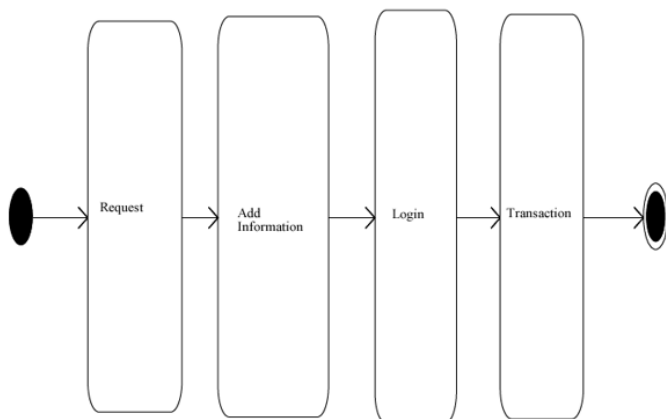 Request
Add
Information
Login
Transaction